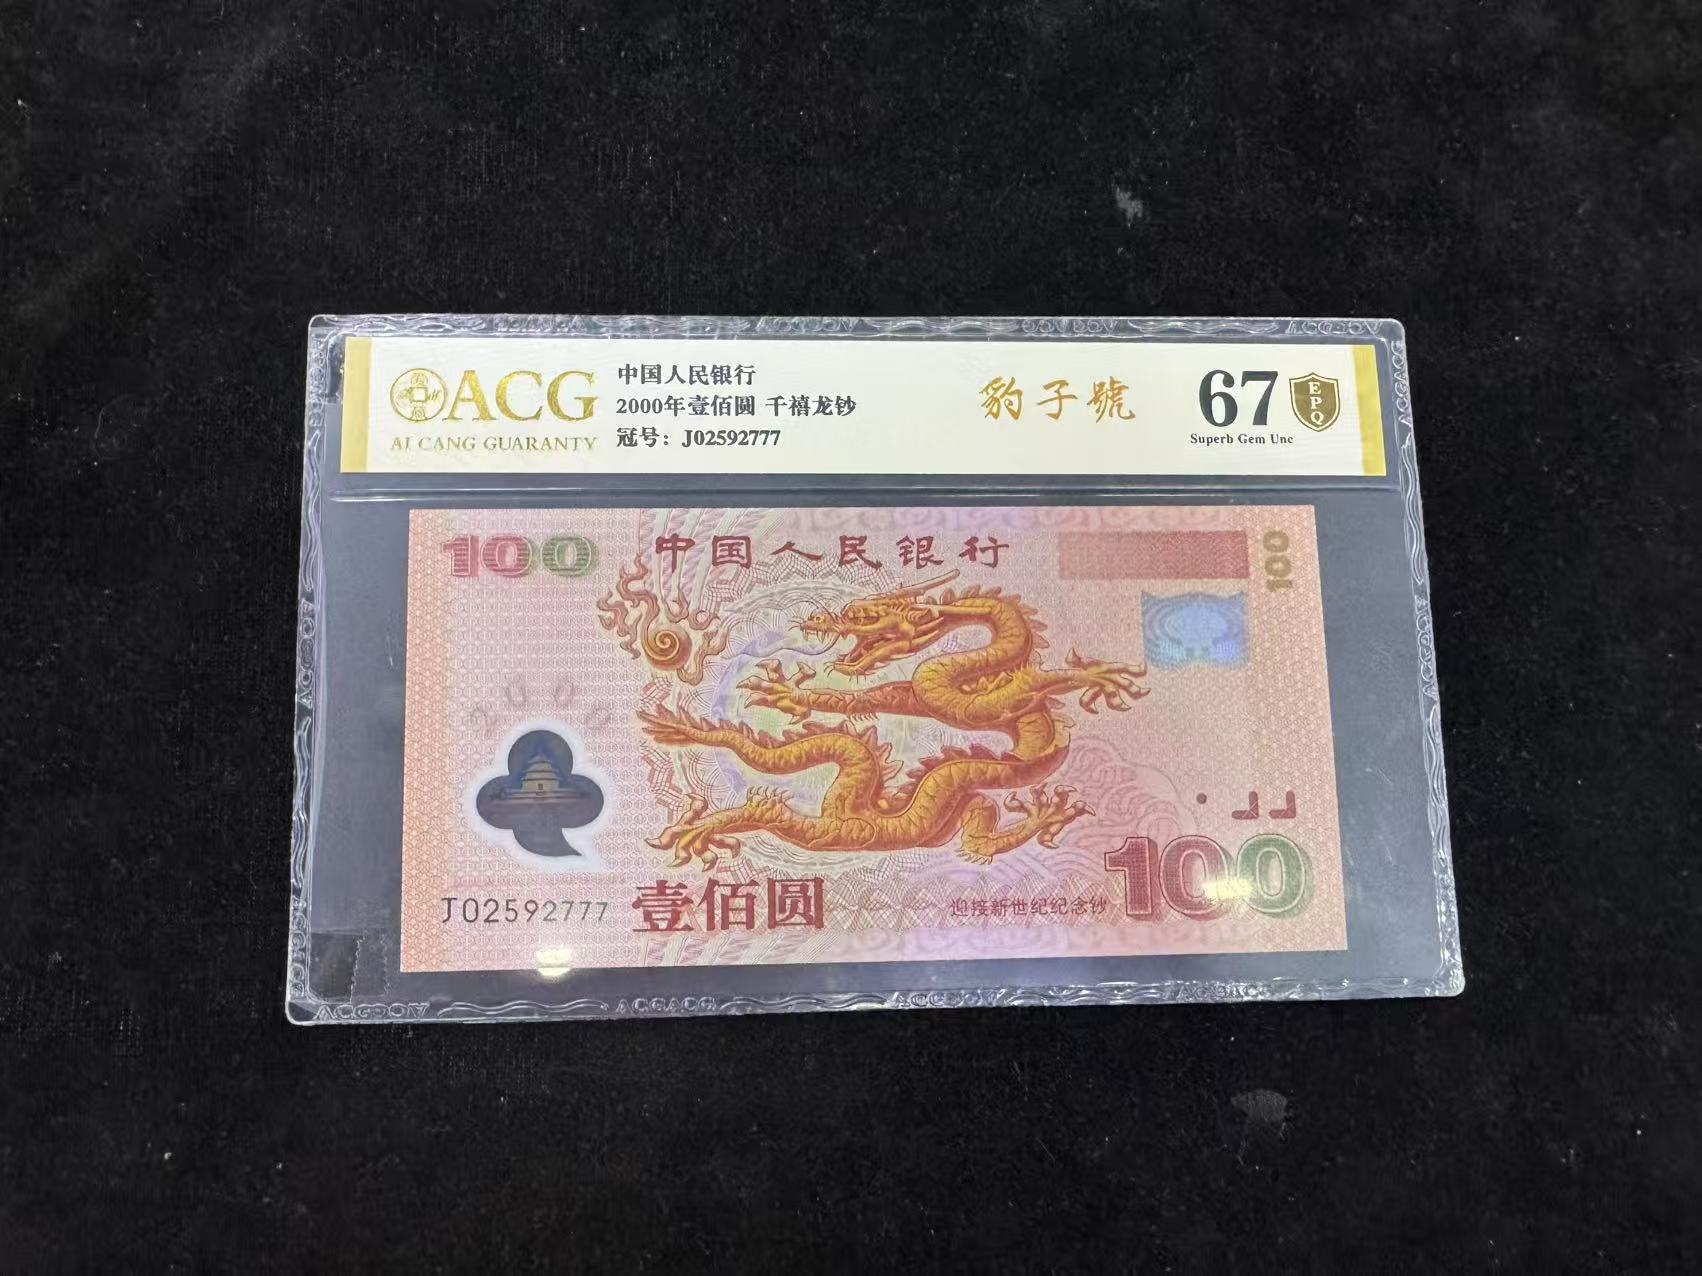 ACG
AI CANG GUARANTY
中国人民银行
2000年壹佰圆 千禧龙钞
冠号：J02592777
豹子號
67
EPQ
Superb Gem Unc
100
中国人民银行
100
2000
J02592777
壹佰圆
迎接新世纪纪念钞
100